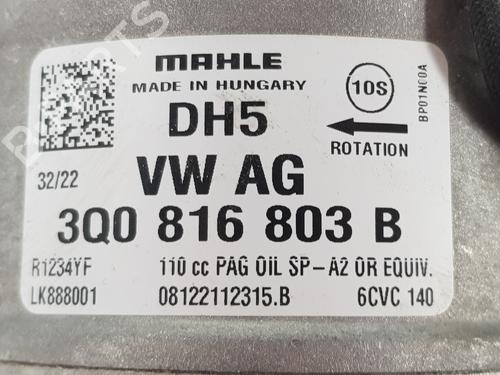 MAHLE
MADE IN HUNGARY
10S
BP01N00A
DH5
ROTATION
32/22
VW AG
3Q0 816 803 B
R1234YF
110 cc PAG OIL SP-A2 OR EQUIV.
LK888001
08122112315.B
6CVC 140